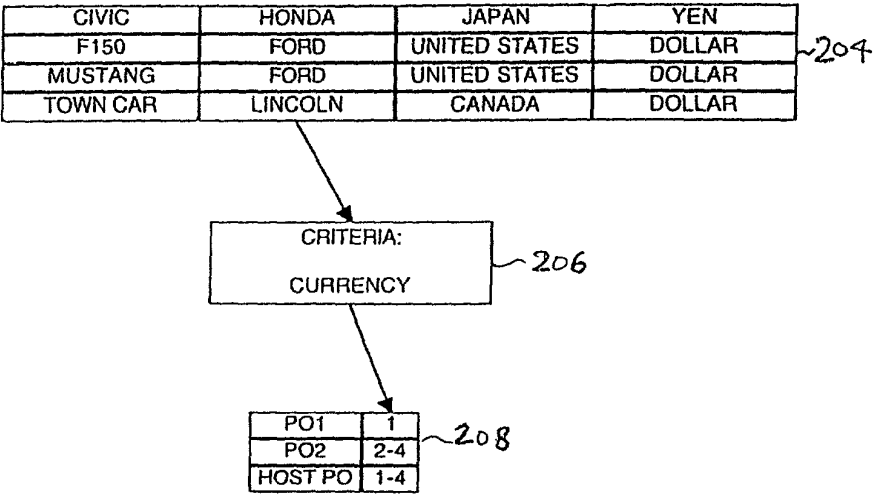 CIVIC HONDA JAPAN YEN
F150 FORD UNITED STATES DOLLAR
MUSTANG FORD UNITED STATES DOLLAR
TOWN CAR LINCOLN CANADA DOLLAR
204
CRITERIA:
CURRENCY
206
PO1 1
PO2 2-4
HOST PO 1-4
208